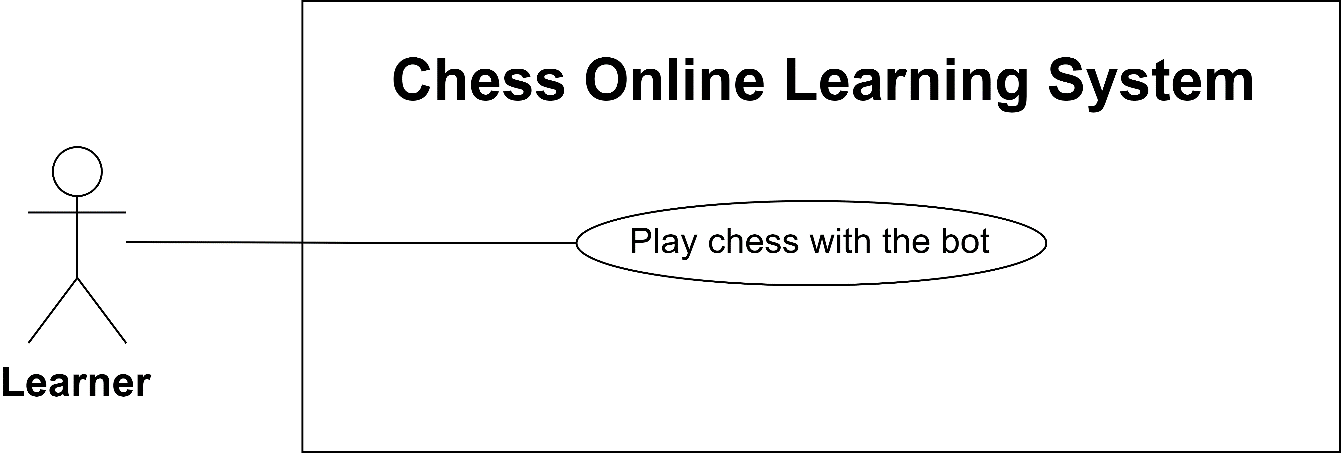 Chess Online Learning System
Play chess with the bot
Learner